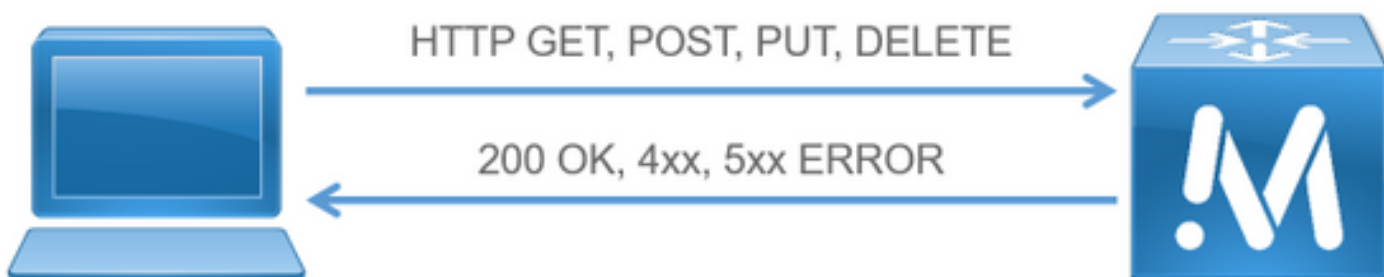 HTTP GET, POST, PUT, DELETE
200 OK, 4xx, 5xx ERROR